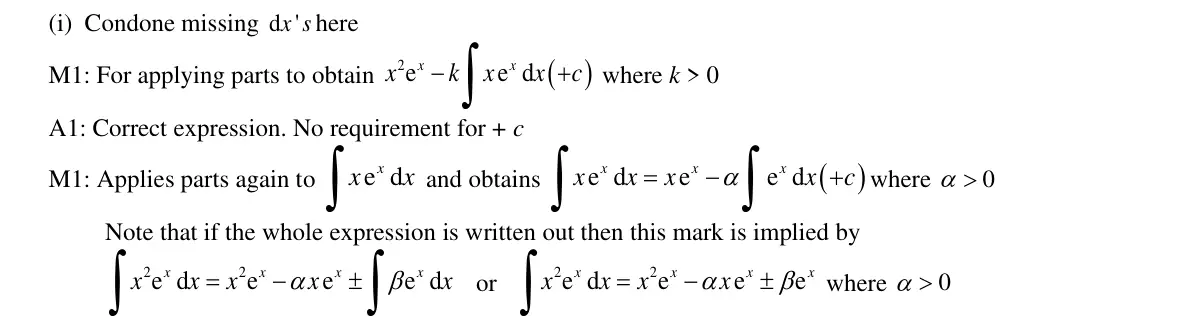 (i) Condone missing dx's here
M1: For applying parts to obtain x²eˣ − k∫xeˣ dx(+c) where k > 0
A1: Correct expression. No requirement for + c
M1: Applies parts again to ∫xeˣ dx and obtains ∫xeˣ dx = xeˣ − α∫eˣ dx(+c) where α > 0
Note that if the whole expression is written out then this mark is implied by
∫x²eˣ dx = x²eˣ − αxeˣ ± ∫βeˣ dx or ∫x²eˣ dx = x²eˣ − αxeˣ ± βeˣ where α > 0